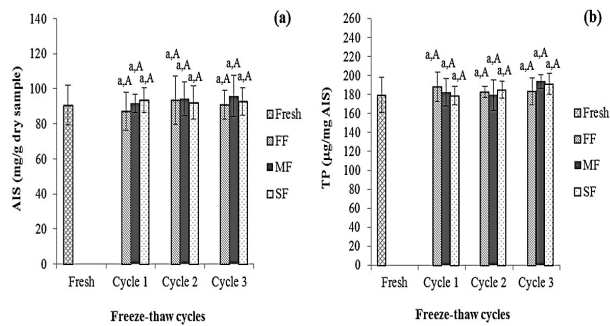 (a)
AIS (mg/g dry sample)
140
120
100
80
60
40
20
0
a,A a,A a,A
a,A a,A a,A
a,A a,A a,A
Fresh
FF
MF
SF
Fresh Cycle 1 Cycle 2 Cycle 3
Freeze-thaw cycles
(b)
TP (µg/mg AIS)
260
240
220
200
180
160
140
120
100
80
60
40
20
0
a,A a,A a,A
a,A a,A a,A
a,A a,A a,A
Fresh
FF
MF
SF
Fresh Cycle 1 Cycle 2 Cycle 3
Freeze-thaw cycles